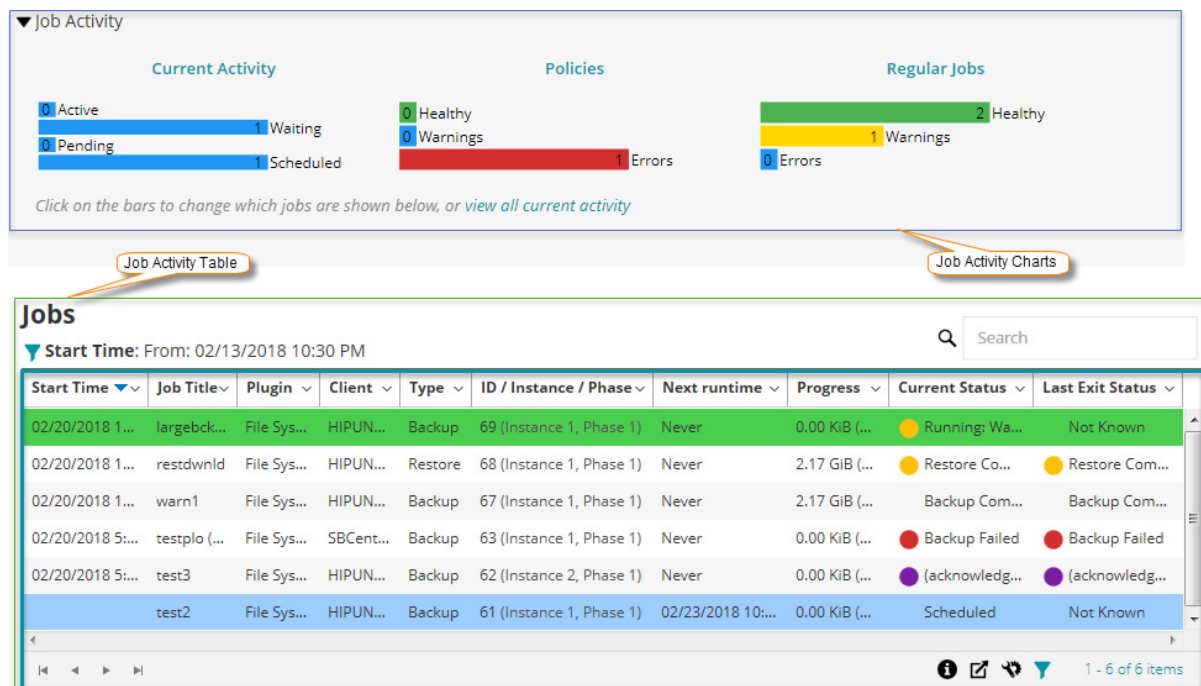 Job Activity
Current Activity Policies Regular Jobs
0 Active
1 Waiting
0 Pending
1 Scheduled
0 Healthy
0 Warnings
1 Errors
2 Healthy
1 Warnings
0 Errors
Click on the bars to change which jobs are shown below, or view all current activity
Job Activity Table
Job Activity Charts
Jobs
Search
Start Time: From: 02/13/2018 10:30 PM
Start Time Job Title Plugin Client Type ID / Instance / Phase Next runtime Progress Current Status Last Exit Status
02/20/2018 1... largebck... File Sys... HIPUN... Backup 69 (Instance 1, Phase 1) Never 0.00 KiB (... Running: Wa... Not Known
02/20/2018 1... restdwnld File Sys... HIPUN... Restore 68 (Instance 1, Phase 1) Never 2.17 GiB (... Restore Co... Restore Com...
02/20/2018 1... warn1 File Sys... HIPUN... Backup 67 (Instance 1, Phase 1) Never 2.17 GiB (... Backup Com... Backup Com...
02/20/2018 5:... testplo (... File Sys... SBCent... Backup 63 (Instance 1, Phase 1) Never 0.00 KiB (... Backup Failed Backup Failed
02/20/2018 5:... test3 File Sys... HIPUN... Backup 62 (Instance 2, Phase 1) Never 0.00 KiB (... (acknowledg... (acknowledg...
test2 File Sys... HIPUN... Backup 61 (Instance 1, Phase 1) 02/23/2018 10:... 0.00 KiB (... Scheduled Not Known
1 - 6 of 6 items